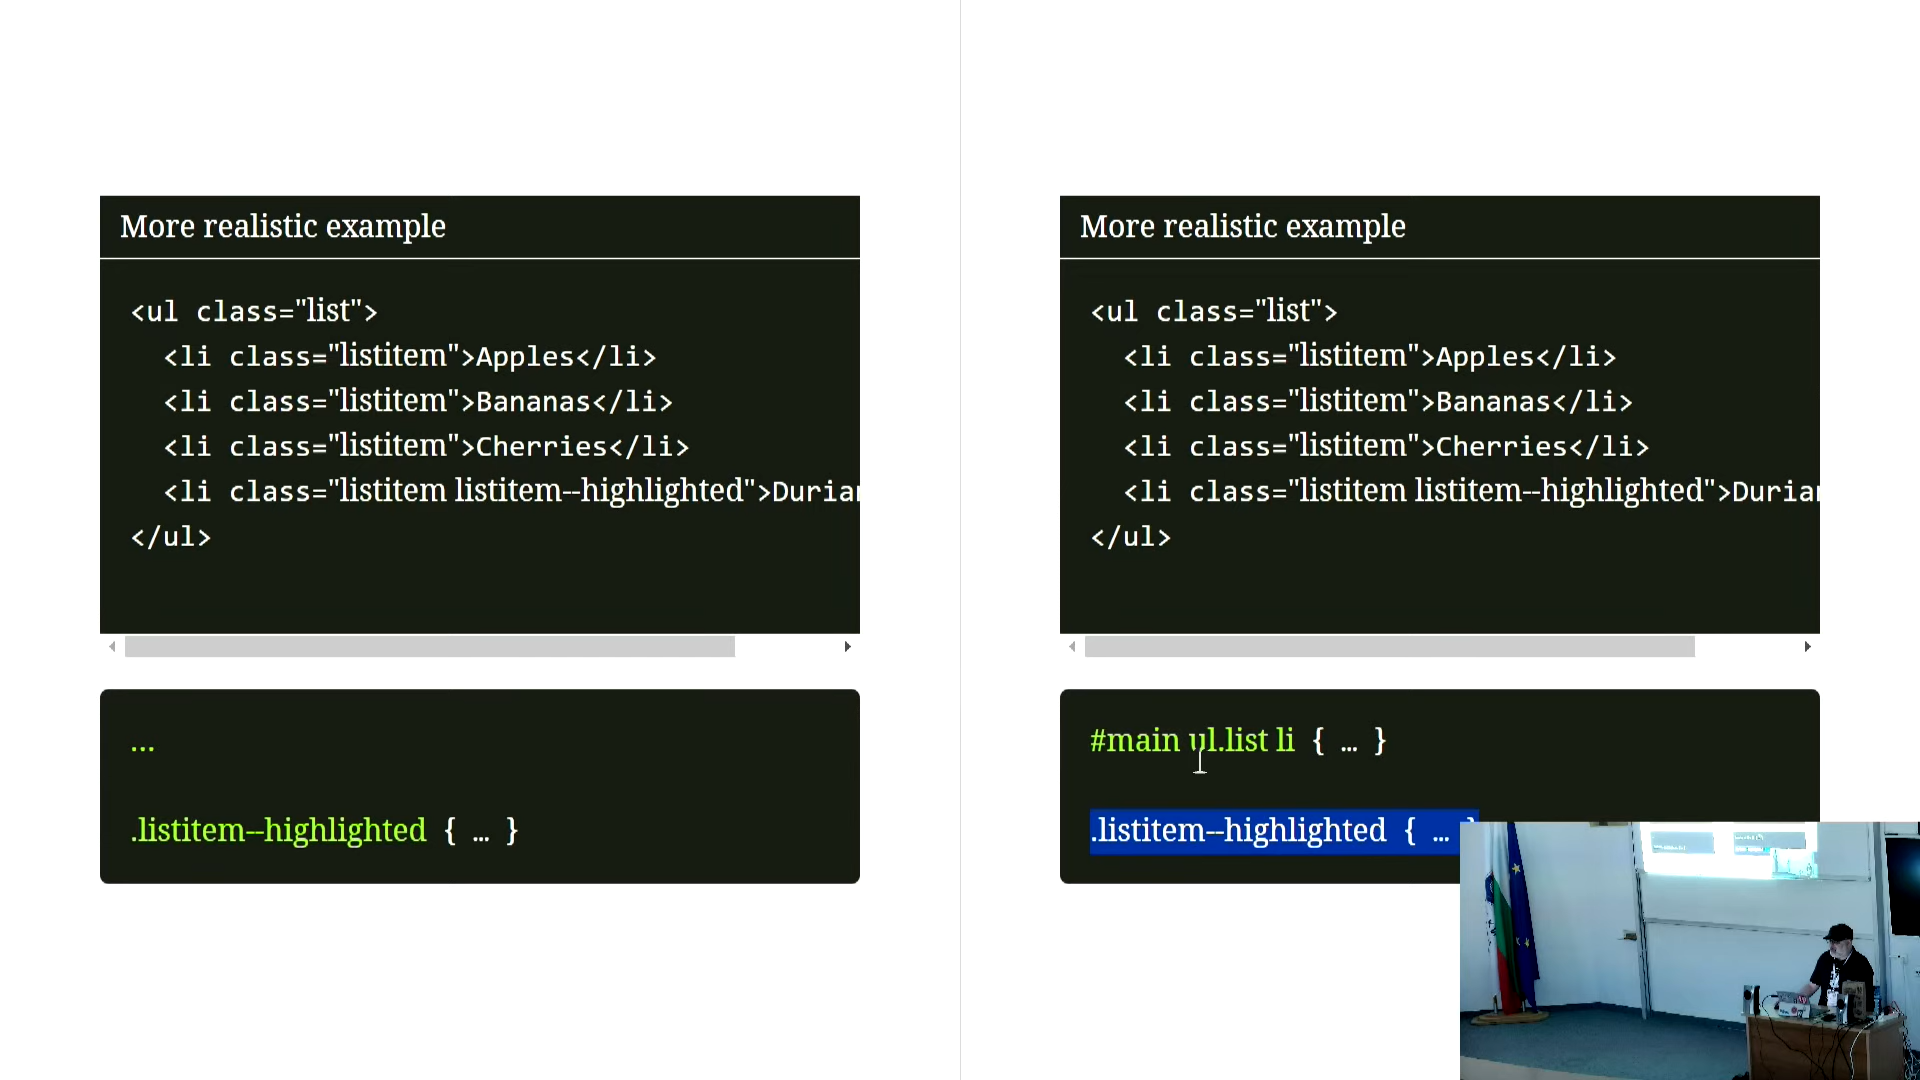 More realistic example
<ul class="list">
<li class="listitem">Apples</li>
<li class="listitem">Bananas</li>
<li class="listitem">Cherries</li>
<li class="listitem listitem--highlighted">Durian
</ul>
...
.listitem--highlighted { … }
More realistic example
<ul class="list">
<li class="listitem">Apples</li>
<li class="listitem">Bananas</li>
<li class="listitem">Cherries</li>
<li class="listitem listitem--highlighted">Durian
</ul>
#main ul.list li { … }
.listitem--highlighted { … }